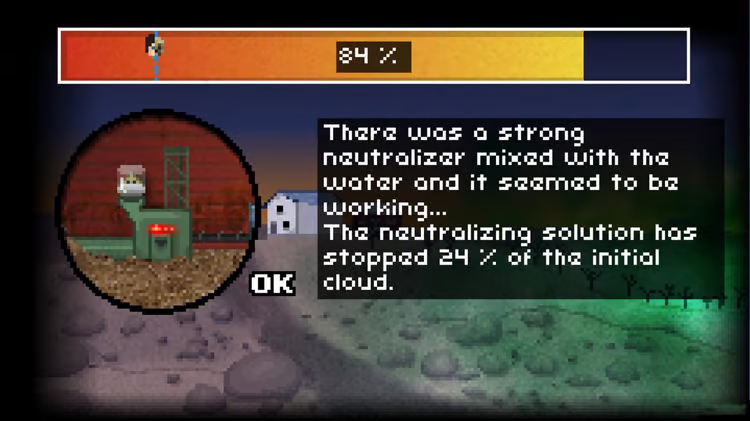 84 %
There was a strong
neutralizer mixed with the
water and it seemed to be
working...
The neutralizing solution has
stopped 24 % of the initial
cloud.
OK